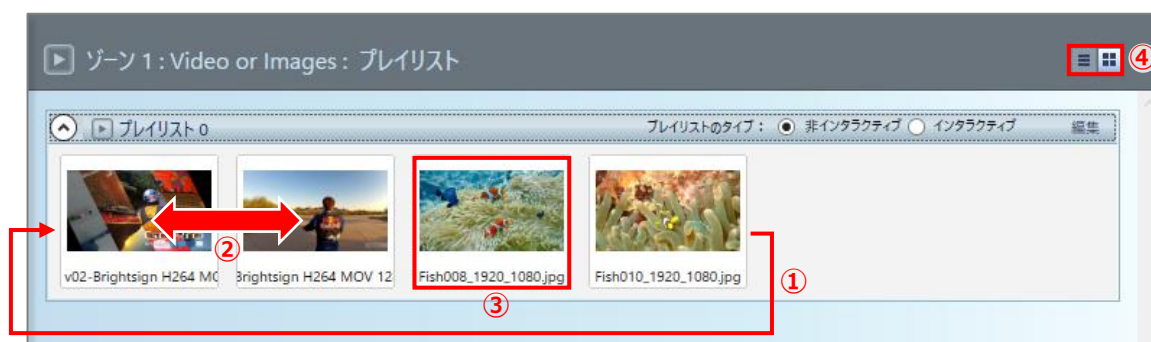 ゾーン 1 : Video or Images : プレイリスト
④
プレイリスト 0
プレイリストのタイプ : 非インタラクティブ インタラクティブ 編集
②
v02-Brightsign H264 MO
Brightsign H264 MOV 12
Fish008_1920_1080.jpg
Fish010_1920_1080.jpg
①
③